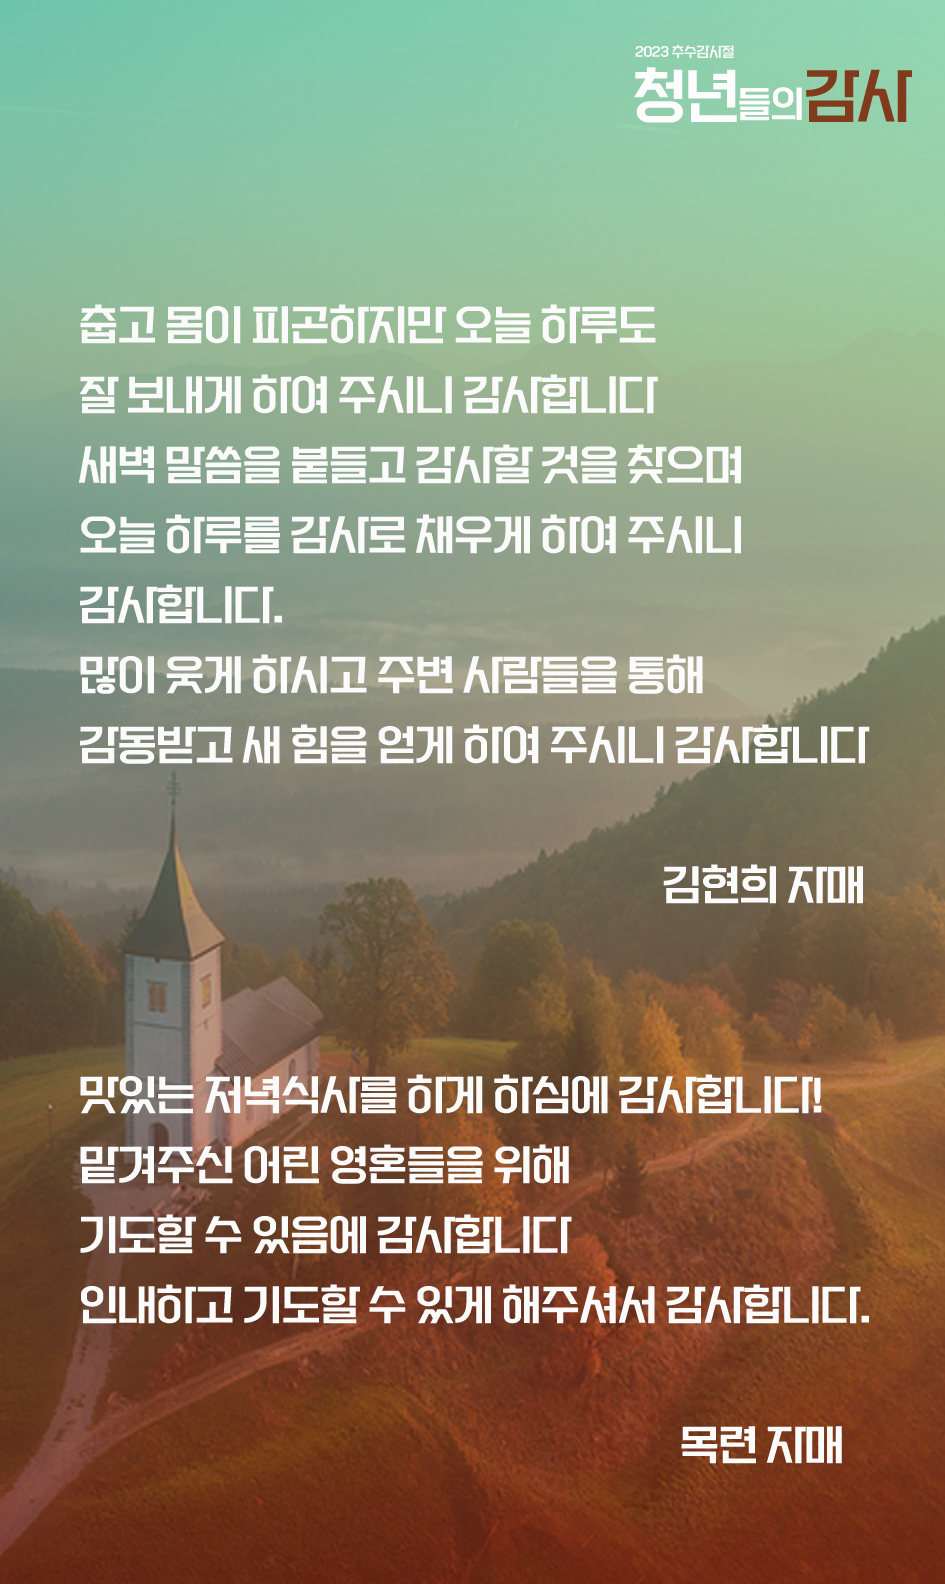 2023 추수감사절
청년들의감사
춥고 몸이 피곤하지만 오늘 하루도
잘 보내게 하여 주시니 감사합니다
새벽 말씀을 붙들고 감사할 것을 찾으며
오늘 하루를 감사로 채우게 하여 주시니
감사합니다.
많이 웃게 하시고 주변 사람들을 통해
감동받고 새 힘을 얻게 하여 주시니 감사합니다
김현희 자매
맛있는 저녁식사를 하게 하심에 감사합니다!
맡겨주신 어린 영혼들을 위해
기도할 수 있음에 감사합니다
인내하고 기도할 수 있게 해주셔서 감사합니다.
목련 자매